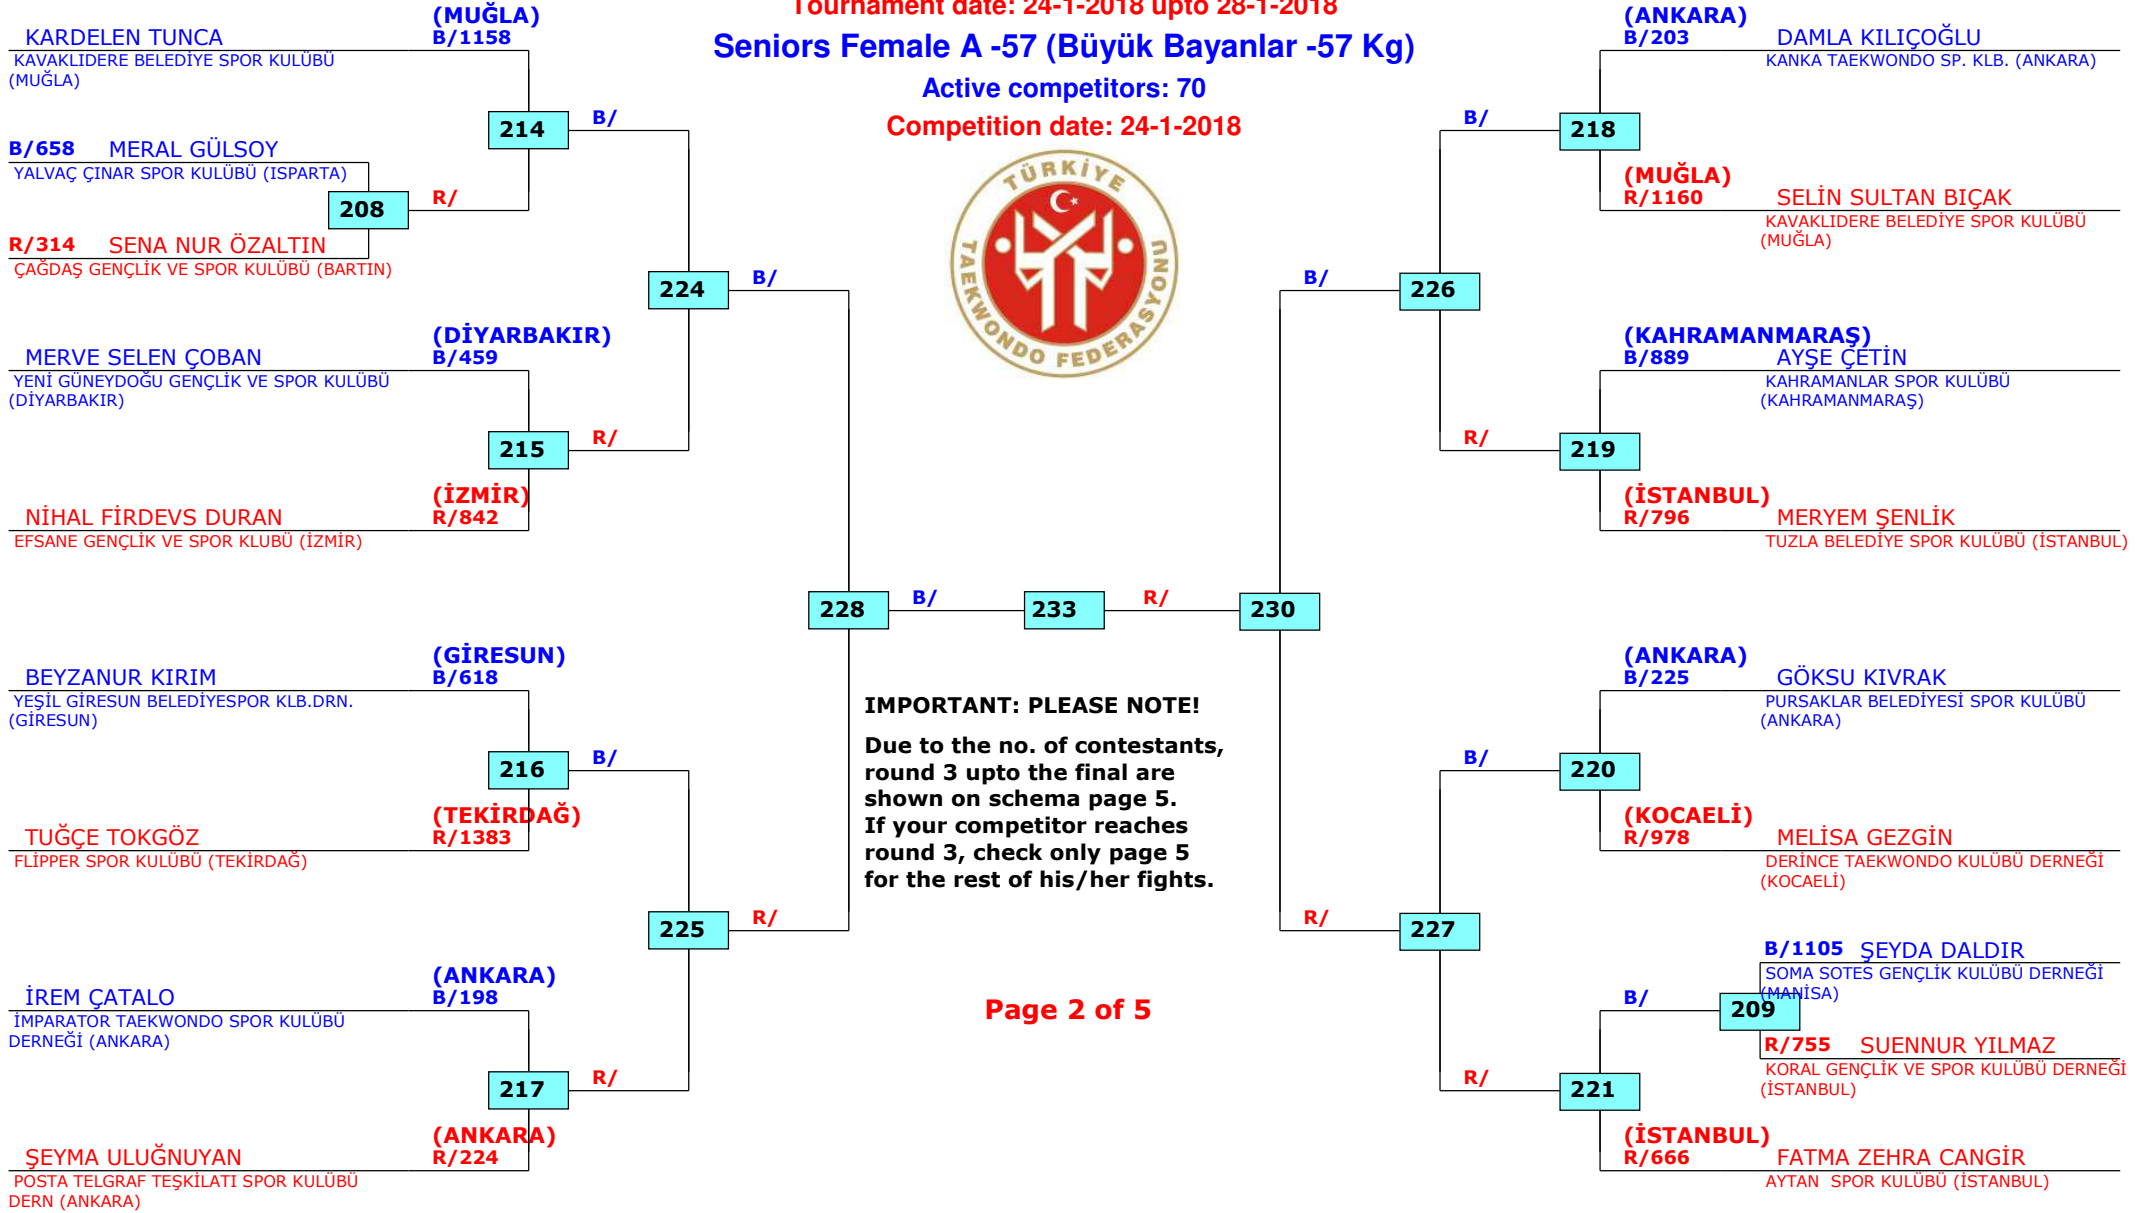 Tournament date: 24-1-2018 upto 28-1-2018
Seniors Female A -57 (Büyük Bayanlar -57 Kg)
Active competitors: 70
Competition date: 24-1-2018
TÜRKİYE
TAEKWONDO FEDERASYONU
(MUĞLA)
KARDELEN TUNCA B/1158
KAVAKLIDERE BELEDİYE SPOR KULÜBÜ
(MUĞLA)
214 B/
B/658 MERAL GÜLSOY
YALVAÇ ÇINAR SPOR KULÜBÜ (ISPARTA)
208 R/
R/314 SENA NUR ÖZALTIN
ÇAĞDAŞ GENÇLİK VE SPOR KULÜBÜ (BARTIN)
224 B/
(DİYARBAKIR)
MERVE SELEN ÇOBAN B/459
YENİ GÜNEYDOĞU GENÇLİK VE SPOR KULÜBÜ
(DİYARBAKIR)
215 R/
(İZMİR)
NİHAL FİRDEVS DURAN R/842
EFSANE GENÇLİK VE SPOR KLUBÜ (İZMİR)
228 B/ 233 R/ 230
(GİRESUN)
BEYZANUR KIRIM B/618
YEŞİL GİRESUN BELEDİYESPOR KLB.DRN.
(GİRESUN)
216 B/
(TEKİRDAĞ)
TUĞÇE TOKGÖZ R/1383
FLİPPER SPOR KULÜBÜ (TEKİRDAĞ)
225 R/
(ANKARA)
İREM ÇATALO B/198
İMPARATOR TAEKWONDO SPOR KULÜBÜ
DERNEĞİ (ANKARA)
217 R/
(ANKARA)
ŞEYMA ULUĞNUYAN R/224
POSTA TELGRAF TEŞKİLATI SPOR KULÜBÜ
DERN (ANKARA)
IMPORTANT: PLEASE NOTE!
Due to the no. of contestants,
round 3 upto the final are
shown on schema page 5.
If your competitor reaches
round 3, check only page 5
for the rest of his/her fights.
Page 2 of 5
(ANKARA)
B/203 DAMLA KILIÇOĞLU
KANKA TAEKWONDO SP. KLB. (ANKARA)
B/ 218
(MUĞLA)
R/1160 SELİN SULTAN BIÇAK
KAVAKLIDERE BELEDİYE SPOR KULÜBÜ
(MUĞLA)
B/ 226
(KAHRAMANMARAŞ)
B/889 AYŞE ÇETİN
KAHRAMANLAR SPOR KULÜBÜ
(KAHRAMANMARAŞ)
R/ 219
(İSTANBUL)
R/796 MERYEM ŞENLİK
TUZLA BELEDİYE SPOR KULÜBÜ (İSTANBUL)
(ANKARA)
B/225 GÖKSU KIVRAK
PURSAKLAR BELEDİYESİ SPOR KULÜBÜ
(ANKARA)
B/ 220
(KOCAELİ)
R/978 MELİSA GEZGİN
DERİNCE TAEKWONDO KULÜBÜ DERNEĞİ
(KOCAELİ)
R/ 227
B/1105 ŞEYDA DALDIR
SOMA SOTES GENÇLİK KULÜBÜ DERNEĞİ
(MANİSA)
B/ 209
R/755 SUENNUR YILMAZ
KORAL GENÇLİK VE SPOR KULÜBÜ DERNEĞİ
(İSTANBUL)
R/ 221
(İSTANBUL)
R/666 FATMA ZEHRA CANGİR
AYTAN SPOR KULÜBÜ (İSTANBUL)